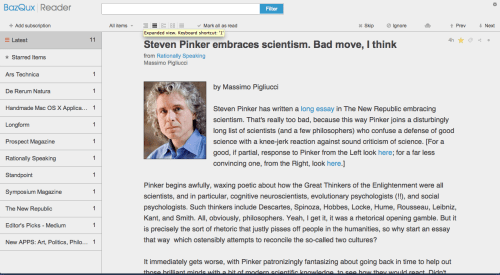 BazQux Reader
Filter
+ Add subscription
All items
Mark all as read
Skip
Ignore
Prev
Next
Expanded view. Keyboard shortcut: '1'
Latest 11
Starred items
Ars Technica 1
De Rerum Natura 1
Handmade Mac OS X Applica... 1
Longform 1
Prospect Magazine 1
Rationally Speaking 1
Standpoint 1
Symposium Magazine 1
The New Republic 1
Editor's Picks - Medium 1
New APPS: Art, Politics, Philo... 1
Steven Pinker embraces scientism. Bad move, I think
from Rationally Speaking
Massimo Pigliucci
by Massimo Pigliucci
Steven Pinker has written a long essay in The New Republic embracing
scientism. That's really too bad, because this way Pinker joins a disturbingly
long list of scientists (and a few philosophers) who confuse a defense of good
science with a knee-jerk reaction against sound criticism of science. [For a
good, if partial, response to Pinker from the Left look here; for a far less
convincing one, from the Right, look here.]
Pinker begins awfully, waxing poetic about how the Great Thinkers of the Enlightenment were all
scientists, and in particular, cognitive neuroscientists, evolutionary psychologists (!!), and social
psychologists. Such thinkers include Descartes, Spinoza, Hobbes, Locke, Hume, Rousseau, Leibniz,
Kant, and Smith. All, obviously, philosophers. Yeah, I get it, it was a rhetorical opening gamble. But it
is precisely the sort of rhetoric that justly pisses off people in the humanities, so why start an essay
that way which ostensibly attempts to reconcile the so-called two cultures?
It immediately gets worse, with Pinker patronizingly fantasizing about going back in time to help out
those brilliant minds with a bit of modern scientific knowledge, to see how they would react. Didn't